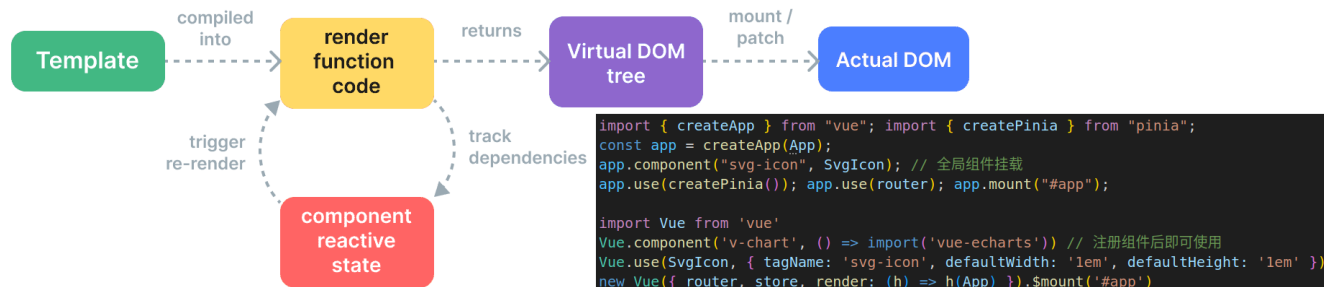 compiled
into
mount /
patch
Template
render
function
code
returns
Virtual DOM
tree
Actual DOM
trigger
re-render
track
dependencies
component
reactive
state
import { createApp } from "vue"; import { createPinia } from "pinia";
const app = createApp(App);
app.component("svg-icon", SvgIcon); // 全局组件挂载
app.use(createPinia()); app.use(router); app.mount("#app");
import Vue from 'vue'
Vue.component('v-chart', () => import('vue-echarts')) // 注册组件后即可使用
Vue.use(SvgIcon, { tagName: 'svg-icon', defaultWidth: '1em', defaultHeight: '1em' })
new Vue({ router, store, render: (h) => h(App) }).$mount('#app')